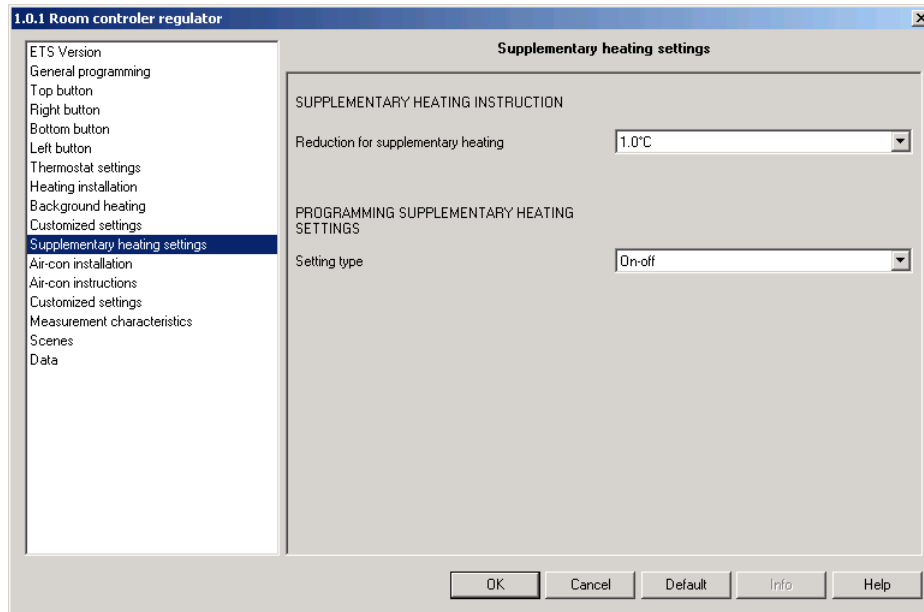 1.0.1 Room controler regulator
ETS Version
General programming
Top button
Right button
Bottom button
Left button
Thermostat settings
Heating installation
Background heating
Customized settings
Supplementary heating settings
Air-con installation
Air-con instructions
Customized settings
Measurement characteristics
Scenes
Data
Supplementary heating settings
SUPPLEMENTARY HEATING INSTRUCTION
Reduction for supplementary heating
1.0°C
PROGRAMMING SUPPLEMENTARY HEATING
SETTINGS
Setting type
On-off
OK
Cancel
Default
Info
Help